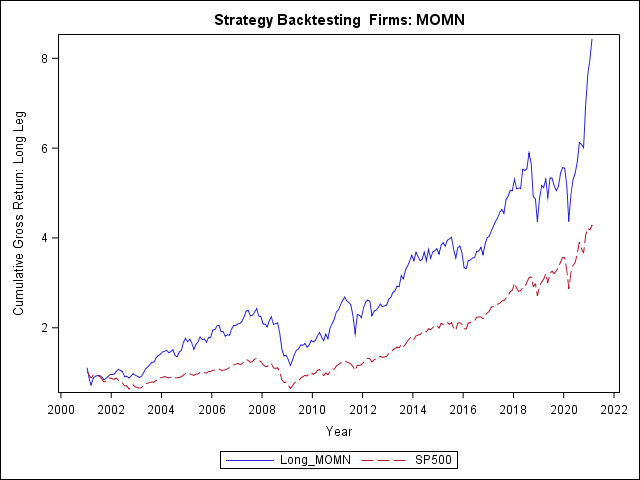 Strategy Backtesting  Firms: MOMN
Cumulative Gross Return: Long Leg
8
6
4
2
2000 2002 2004 2006 2008 2010 2012 2014 2016 2018 2020 2022
Year
Long_MOMN SP500